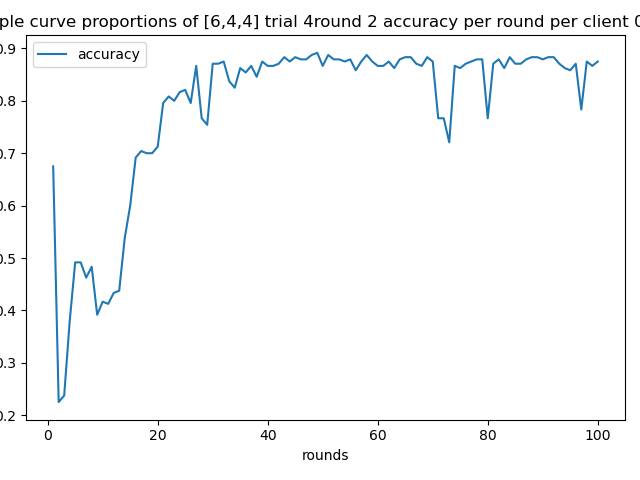 ple curve proportions of [6,4,4] trial 4round 2 accuracy per round per client 0
accuracy
0.9
0.8
0.7
0.6
0.5
0.4
0.3
0.2
0 20 40 60 80 100
rounds